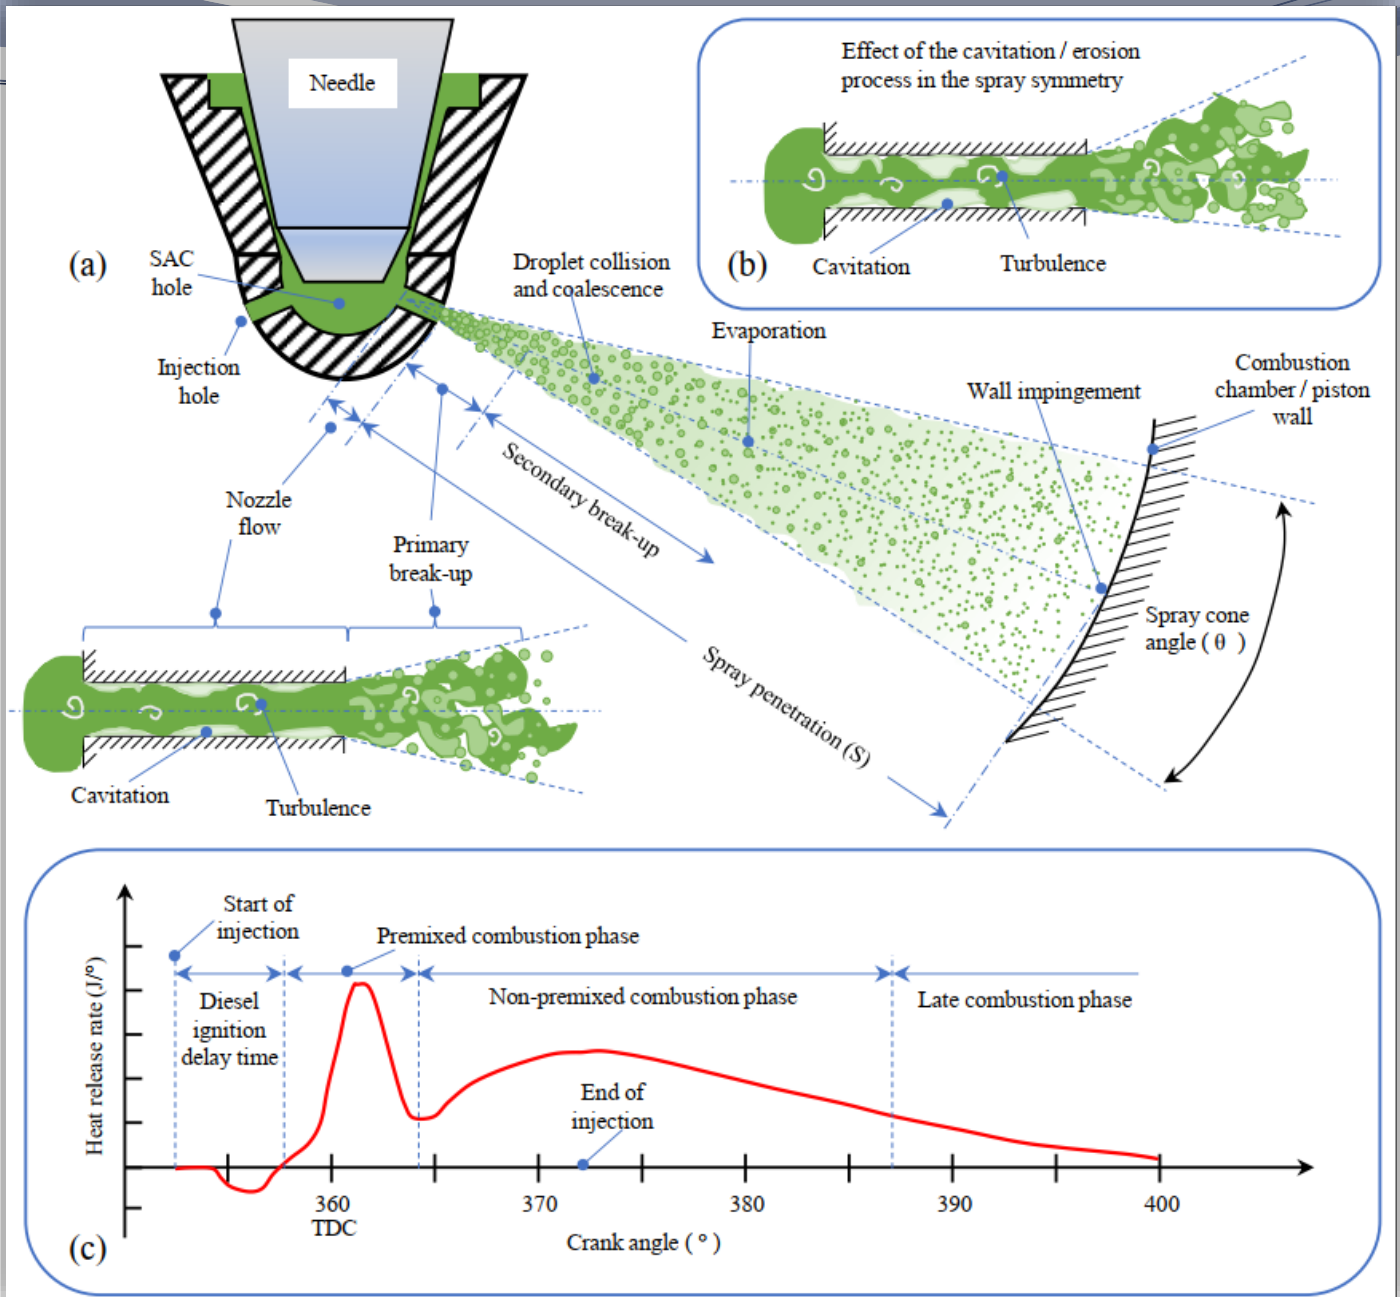 Needle
(a)
SAC
hole
Injection
hole
Nozzle
flow
Primary
break-up
Droplet collision
and coalescence
Evaporation
Wall impingement
Combustion
chamber / piston
wall
Secondary break-up
Spray penetration (S)
Spray cone
angle ( θ )
Cavitation
Turbulence
Effect of the cavitation / erosion
process in the spray symmetry
(b)
Cavitation
Turbulence
Heat release rate (J/°)
Start of
injection
Premixed combustion phase
Diesel
ignition
delay time
Non-premixed combustion phase
Late combustion phase
End of
injection
360
370
380
390
400
TDC
Crank angle ( ° )
(c)